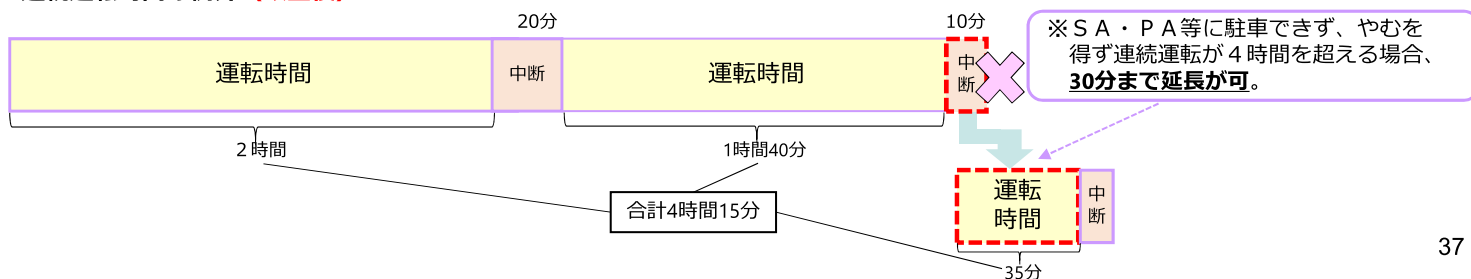 20分
10分
運転時間
中断
運転時間
中
断
※ＳＡ・ＰＡ等に駐車できず、やむを
得ず連続運転が４時間を超える場合、
30分まで延長が可。
２時間
1時間40分
合計4時間15分
運転
時間
中
断
35分
37